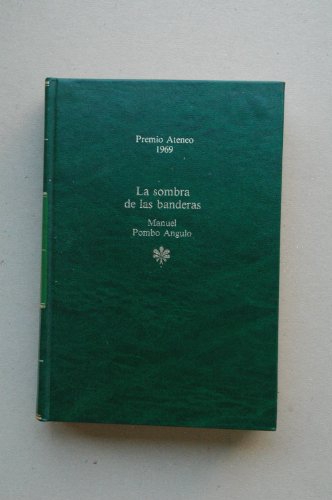 Premio Ateneo
1969
La sombra
de las banderas
Manuel
Pombo Angulo